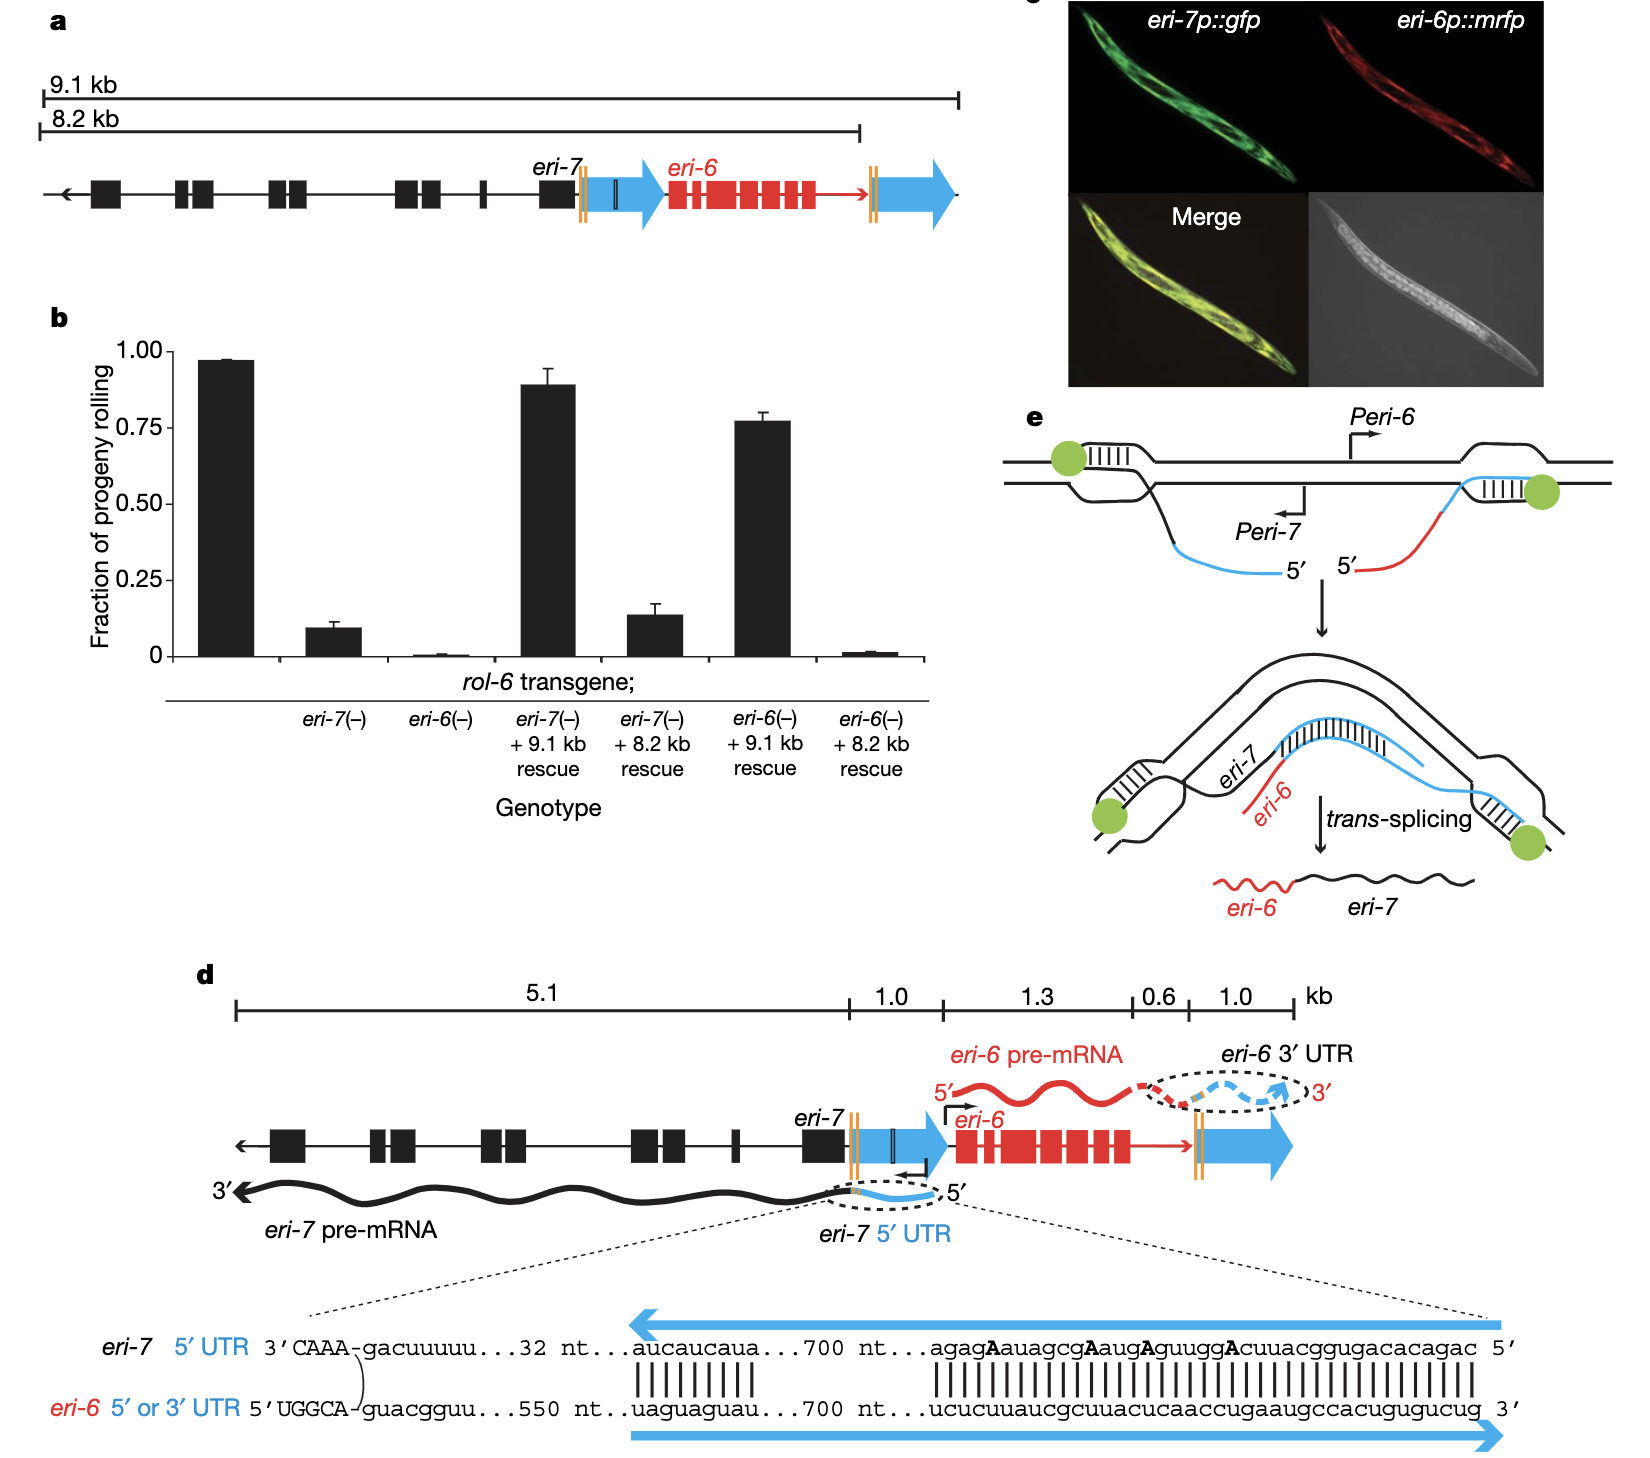 a
9.1 kb
8.2 kb
eri-7
eri-6
b
1.00
0.75
0.50
0.25
0
Fraction of progeny rolling
rol-6 transgene;
eri-7(–)
eri-6(–)
eri-7(–) + 9.1 kb rescue
eri-7(–) + 8.2 kb rescue
eri-6(–) + 9.1 kb rescue
eri-6(–) + 8.2 kb rescue
Genotype
eri-7p::gfp
eri-6p::mrfp
Merge
e
Peri-6
Peri-7
5′ 5′
eri-7
eri-6
trans-splicing
eri-6
eri-7
d
5.1 1.0 1.3 0.6 1.0 kb
eri-6 pre-mRNA
eri-6 3′ UTR
5′
3′
eri-7
eri-6
3′
5′
eri-7 pre-mRNA
eri-7 5′ UTR
eri-7 5′ UTR 3′CAAA-gacuuuuu...32 nt...aucaucaua...700 nt...agagAaauagcgAaugAguuggAcuuacggugacacagac 5′
eri-6 5′ or 3′ UTR 5′UGGCA-guacgguu...550 nt..uaguaguau...700 nt...ucucuuaucgcuuacucaaccugaaugccacugugucug 3′